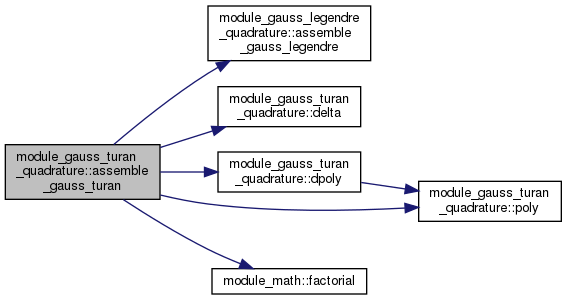 module_gauss_legendre
_quadrature::assemble
_gauss_legendre
module_gauss_turan
_quadrature::delta
module_gauss_turan
_quadrature::assemble
_gauss_turan
module_gauss_turan
_quadrature::dpoly
module_gauss_turan
_quadrature::poly
module_math::factorial